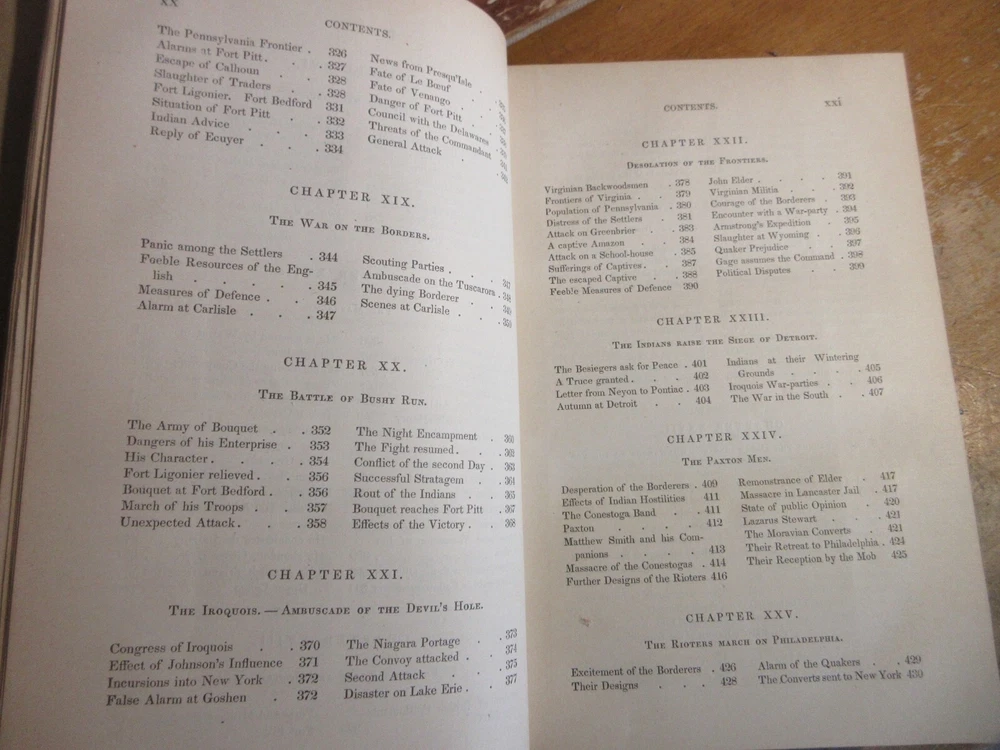 XX
CONTENTS.
The Pennsylvania Frontier . 326
Alarms at Fort Pitt . . . 327
Escape of Calhoun . . 328
Slaughter of Traders . . 328
Fort Ligonier. Fort Bedford 331
Situation of Fort Pitt . . 332
Indian Advice . . . 333
Reply of Ecuyer . . . 334
News from Presqu'Isle .
Fate of Le Bœuf
Fate of Venango . .
Danger of Fort Pitt .
Council with the Delawares .
Threats of the Commandant
General Attack . .
CHAPTER XIX.
The War on the Borders.
Panic among the Settlers . 344
Feeble Resources of the Eng-
lish . . . . . . 345
Measures of Defence . . 346
Alarm at Carlisle . . . 347
Scouting Parties . . . 347
Ambuscade on the Tuscarora . 348
The dying Borderer . . 349
Scenes at Carlisle . . . 350
CHAPTER XX.
The Battle of Bushy Run.
The Army of Bouquet . . 352
Dangers of his Enterprise . 353
His Character . . . . 354
Fort Ligonier relieved . . 356
Bouquet at Fort Bedford . . 356
March of his Troops . . 357
Unexpected Attack . . . 358
The Night Encampment . 360
The Fight resumed . . . 362
Conflict of the second Day . 363
Successful Stratagem . . 364
Rout of the Indians . . 365
Bouquet reaches Fort Pitt . 367
Effects of the Victory . . 368
CHAPTER XXI.
The Iroquois. — Ambuscade of the Devil's Hole.
Congress of Iroquois . . 370
Effect of Johnson's Influence 371
Incursions into New York . 372
False Alarm at Goshen . 372
The Niagara Portage . . 373
The Convoy attacked . . 374
Second Attack . . . 375
Disaster on Lake Erie . . 377
CONTENTS.
xxi
CHAPTER XXII.
Desolation of the Frontiers.
Virginian Backwoodsmen . 378
Frontiers of Virginia . . 379
Population of Pennsylvania . 380
Distress of the Settlers . 381
Attack on Greenbrier . . 383
A captive Amazon . . 384
Attack on a School-house . 385
Sufferings of Captives . . 387
The escaped Captive . . 388
Feeble Measures of Defence 390
John Elder . . . . . 391
Virginian Militia . . . 392
Courage of the Borderers . 393
Encounter with a War-party . 394
Armstrong's Expedition . 395
Slaughter at Wyoming . . 396
Quaker Prejudice . . . 397
Gage assumes the Command . 398
Political Disputes . . . 399
CHAPTER XXIII.
The Indians raise the Siege of Detroit.
The Besiegers ask for Peace . 401
A Truce granted . . . . 402
Letter from Neyon to Pontiac . 403
Autumn at Detroit . . . 404
Indians at their Wintering
Grounds . . . . . 405
Iroquois War-parties . . 406
The War in the South . . 407
CHAPTER XXIV.
The Paxton Men.
Desperation of the Borderers . 409
Effects of Indian Hostilities 411
The Conestoga Band . . 411
Paxton . . . . . 412
Matthew Smith and his Com-
panions . . . . . 413
Massacre of the Conestogas . 414
Further Designs of the Rioters 416
Remonstrance of Elder . . 417
Massacre in Lancaster Jail . 417
State of public Opinion . 420
Lazarus Stewart . . . 421
The Moravian Converts . . 421
Their Retreat to Philadelphia . 424
Their Reception by the Mob 425
CHAPTER XXV.
The Rioters march on Philadelphia.
Excitement of the Borderers . 426
Their Designs . . . 428
Alarm of the Quakers . . 429
The Converts sent to New York 430